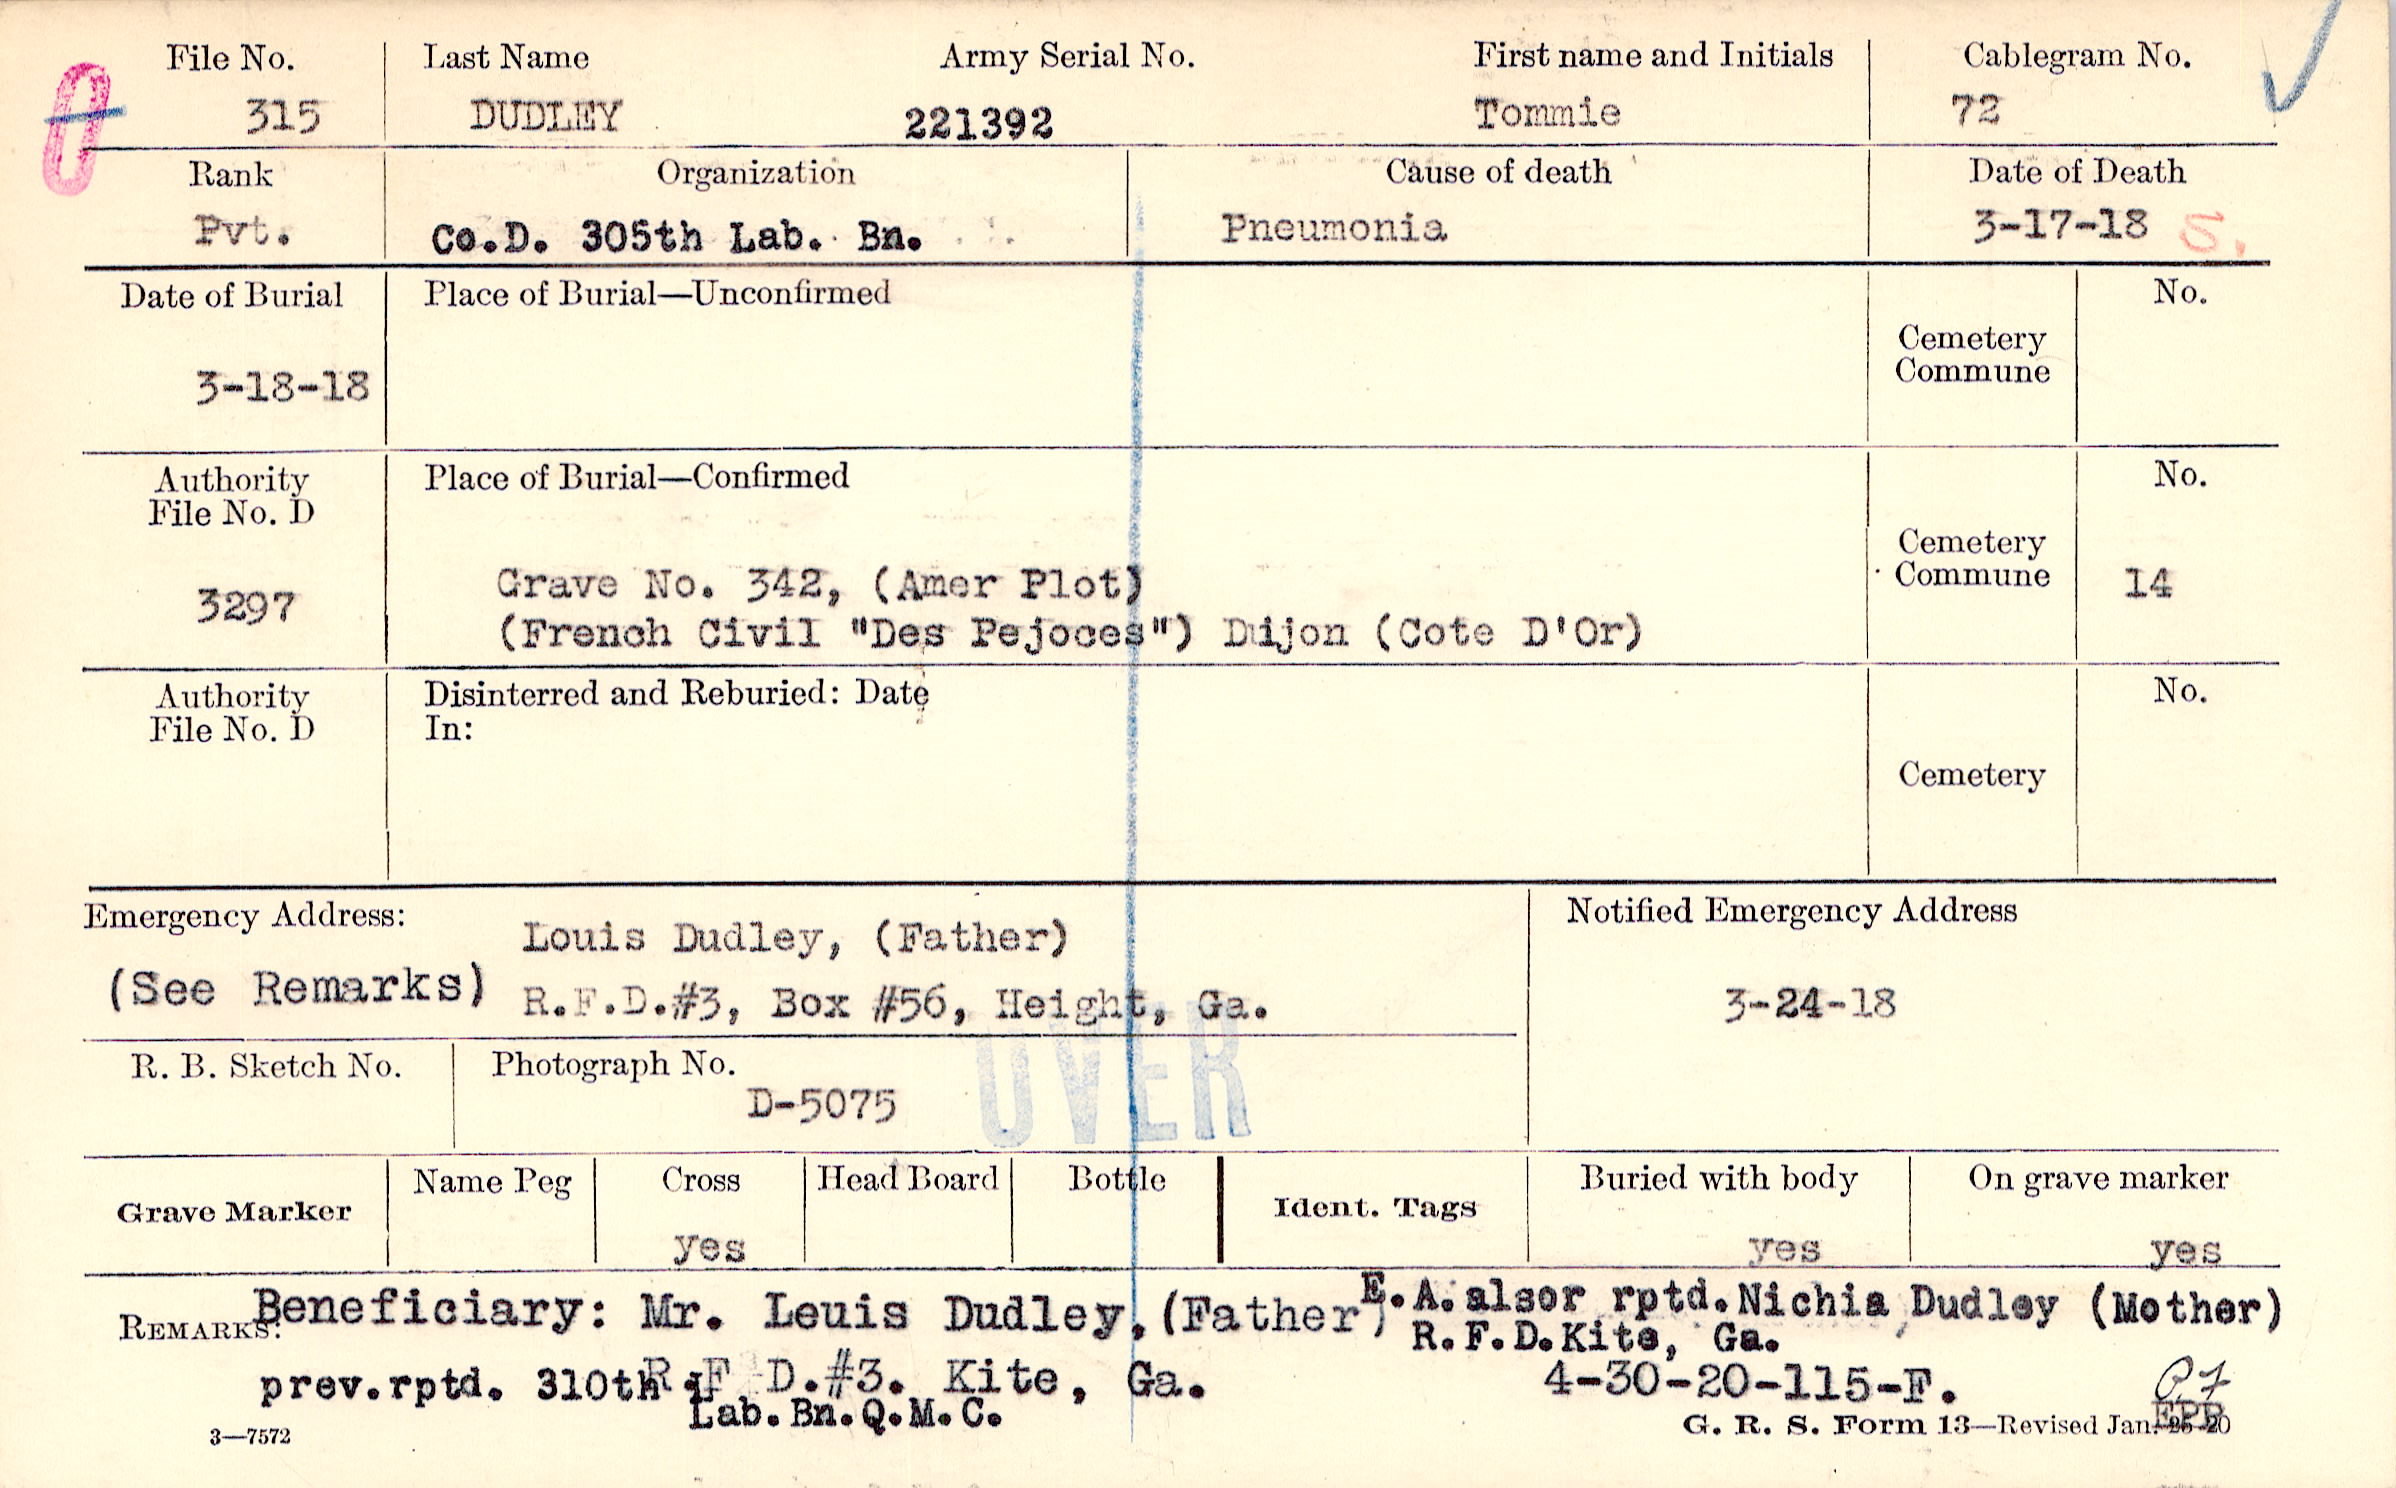 File No. Last Name Army Serial No. First name and Initials Cablegram No.
315 DUDLEY 221392 Tommie 72
Rank Organization Cause of death Date of Death
Pvt. Co.D. 305th Lab. Bn. Pneumonia 3-17-18 S.
Date of Burial Place of Burial—Unconfirmed No.
Cemetery
Commune
3-18-18
Authority Place of Burial—Confirmed No.
File No. D
Cemetery
Commune 14
3297 Grave No. 342, (Amer Plot)
(French Civil "Des Pejoces") Dijon (Cote D'Or)
Authority Disinterred and Reburied: Date No.
File No. D In:
Cemetery
Emergency Address: Louis Dudley, (Father) Notified Emergency Address
(See Remarks) R.F.D.#3, Box #56, Height, Ga. 3-24-18
OVER
R. B. Sketch No. Photograph No.
D-5075
Grave Marker Name Peg Cross Head Board Bottle Ident. Tags Buried with body On grave marker
yes yes yes
REMARKS: Beneficiary: Mr. Leuis Dudley, (Father) E.A. alsor rptd. Nichia Dudley (Mother)
R.F.D. Kite, Ga.
prev.rptd. 310th R.F D.#3. Kite, Ga. 4-30-20-115-F.
Lab.Bn.Q.M.C.
EPB
3—7572 G. R. S. Form 13—Revised Jan. 26-20